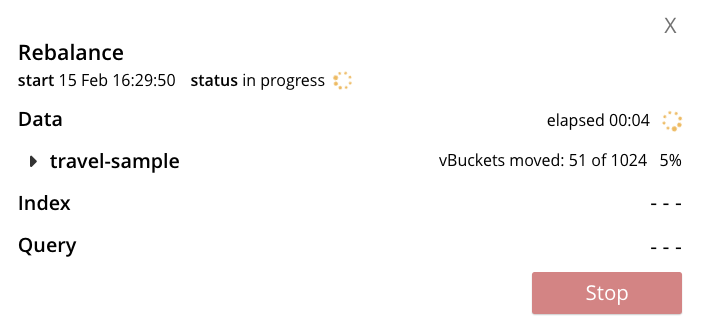 X
Rebalance
start 15 Feb 16:29:50 status in progress
Data elapsed 00:04
travel-sample vBuckets moved: 51 of 1024 5%
Index - - -
Query - - -
Stop